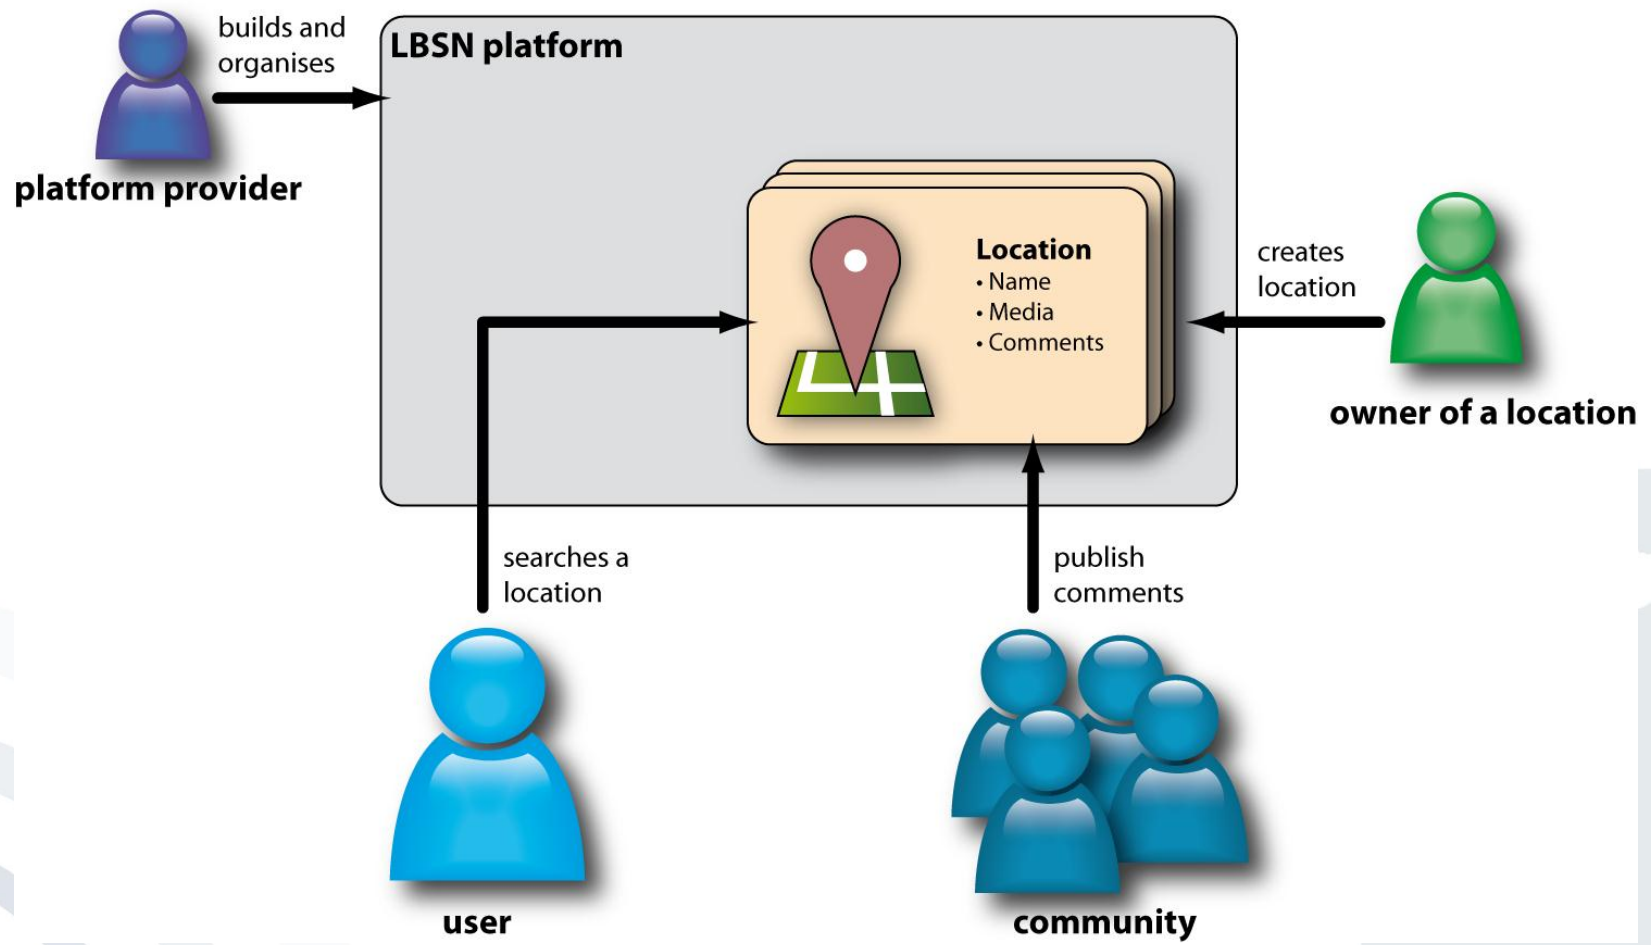 builds and
organises
platform provider
LBSN platform
Location
• Name
• Media
• Comments
creates
location
owner of a location
searches a
location
user
publish
comments
community